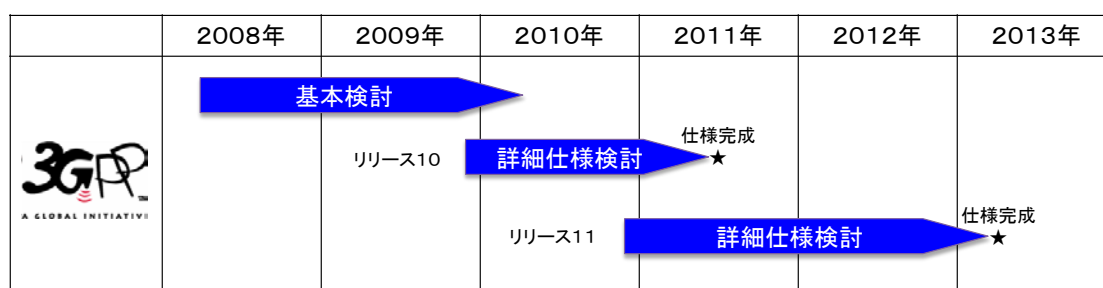 2008年 2009年 2010年 2011年 2012年 2013年
基本検討
仕様完成
リリース10 詳細仕様検討 ★
3GPP
A GLOBAL INITIATIVE
仕様完成
リリース11 詳細仕様検討 ★